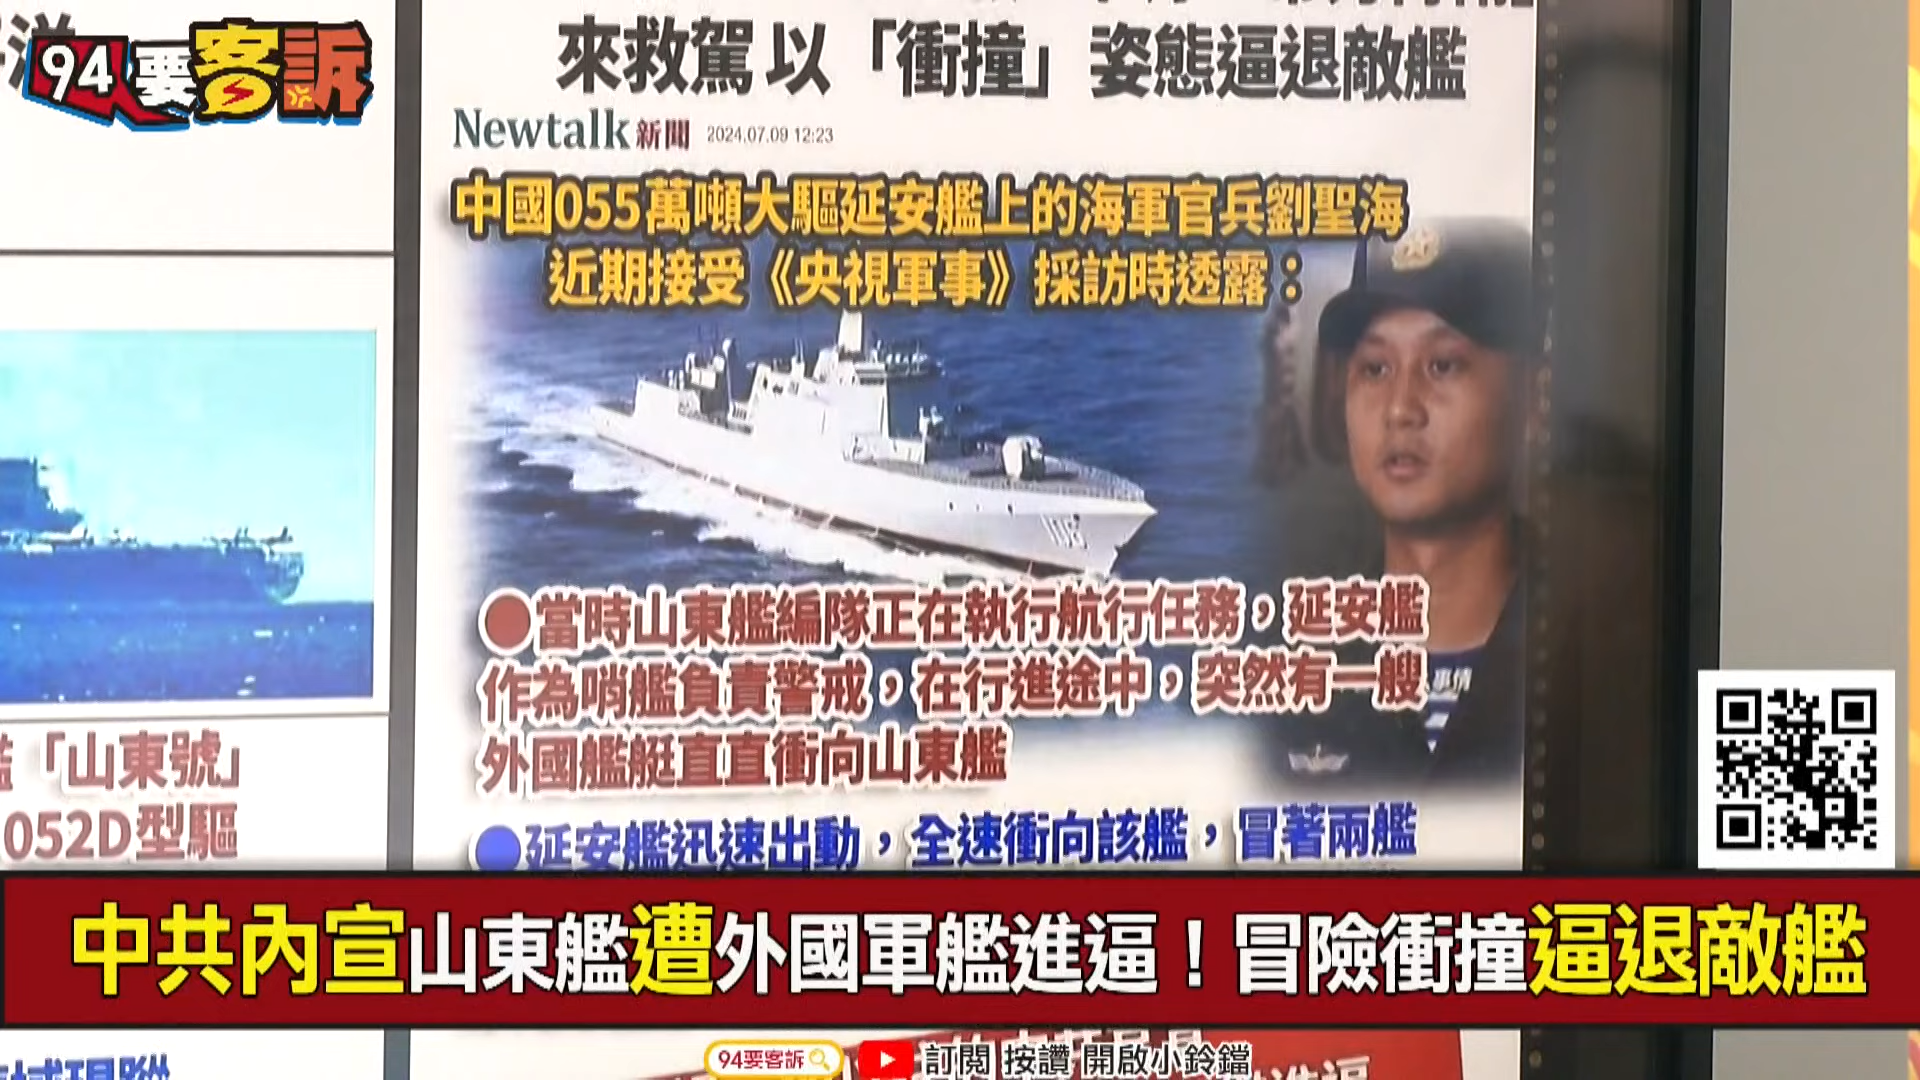 94要客訴
來救駕 以「衝撞」姿態逼退敵艦
Newtalk新聞 2024.07.09 12:23
中國055萬噸大驅延安艦上的海軍官兵劉聖海
近期接受《央視軍事》採訪時透露：
106
事情
●當時山東艦編隊正在執行航行任務，延安艦
作為哨艦負責警戒，在行進途中，突然有一艘
外國艦艇直直衝向山東艦
●延安艦迅速出動，全速衝向該艦，冒著兩艦
「山東號」
052D型驅
中共內宣山東艦遭外國軍艦進逼！冒險衝撞逼退敵艦
94要客訴
訂閱 按讚 開啟小鈴鐺